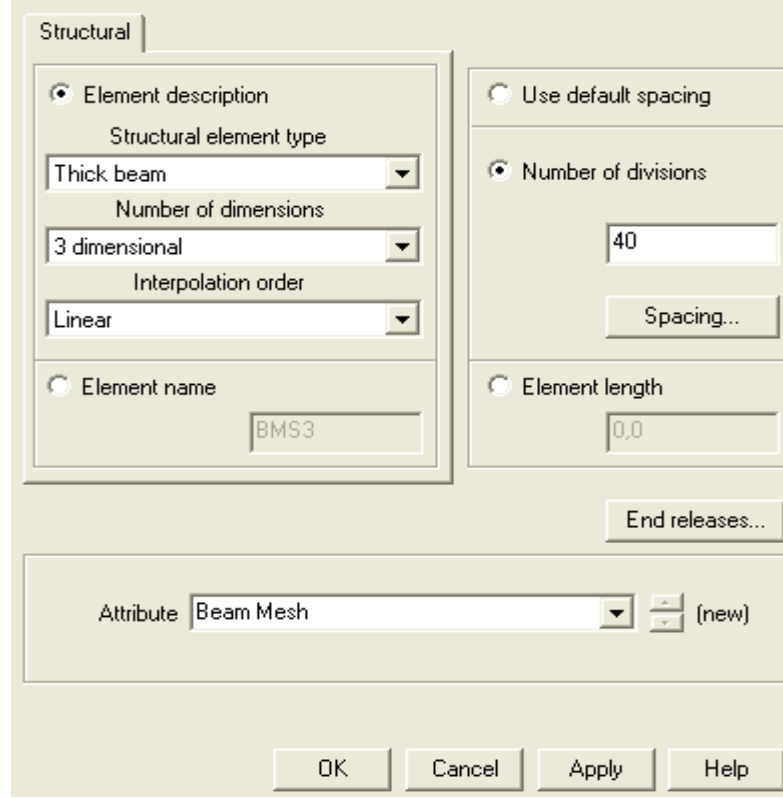 Structural
Element description
Structural element type
Thick beam
Number of dimensions
3 dimensional
Interpolation order
Linear
Element name
BMS3
Use default spacing
Number of divisions
40
Spacing...
Element length
0,0
End releases...
Attribute Beam Mesh (new)
OK Cancel Apply Help